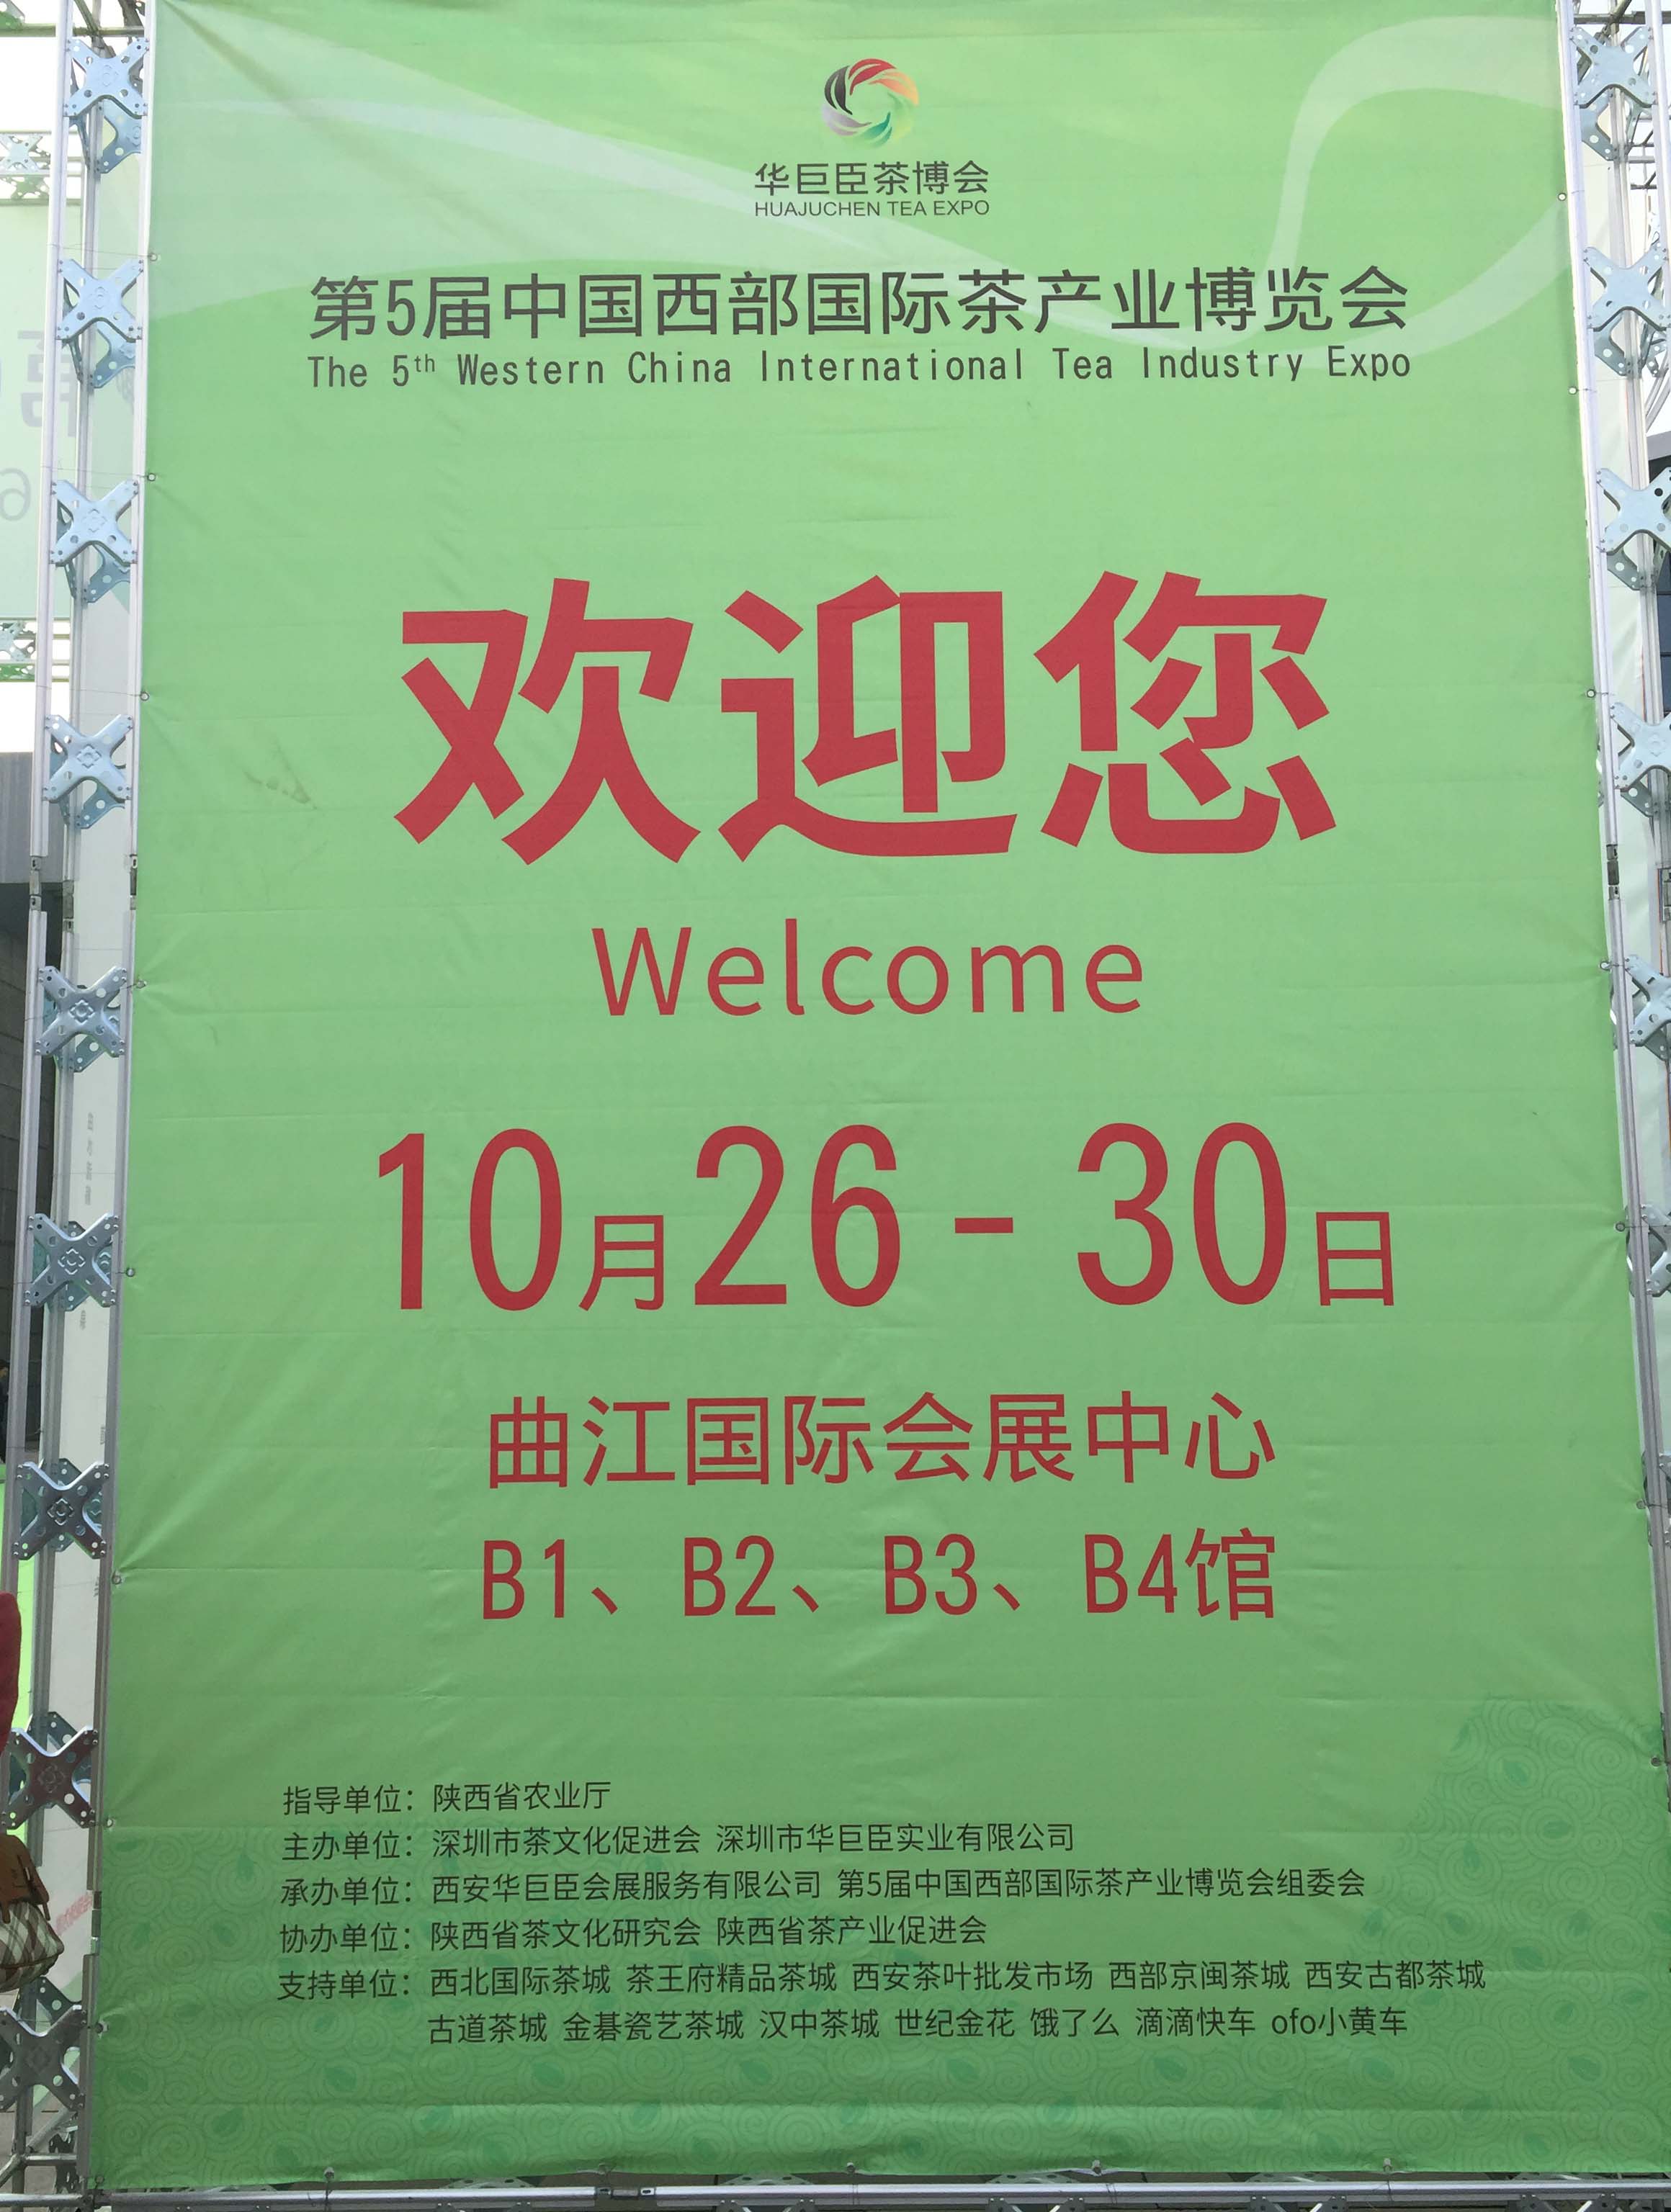 华巨臣茶博会
HUAJUCHEN TEA EXPO
第5届中国西部国际茶产业博览会
The 5th Western China International Tea Industry Expo
欢迎您
Welcome
10月26-30日
曲江国际会展中心
B1、B2、B3、B4馆
指导单位：陕西省农业厅
主办单位：深圳市茶文化促进会 深圳市华巨臣实业有限公司
承办单位：西安华巨臣会展服务有限公司 第5届中国西部国际茶产业博览会组委会
协办单位：陕西省茶文化研究会 陕西省茶产业促进会
支持单位：西北国际茶城 茶王府精品茶城 西安茶叶批发市场 西部京闽茶城 西安古都茶城
古道茶城 金碁瓷艺茶城 汉中茶城 世纪金花 饿了么 滴滴快车 ofo小黄车